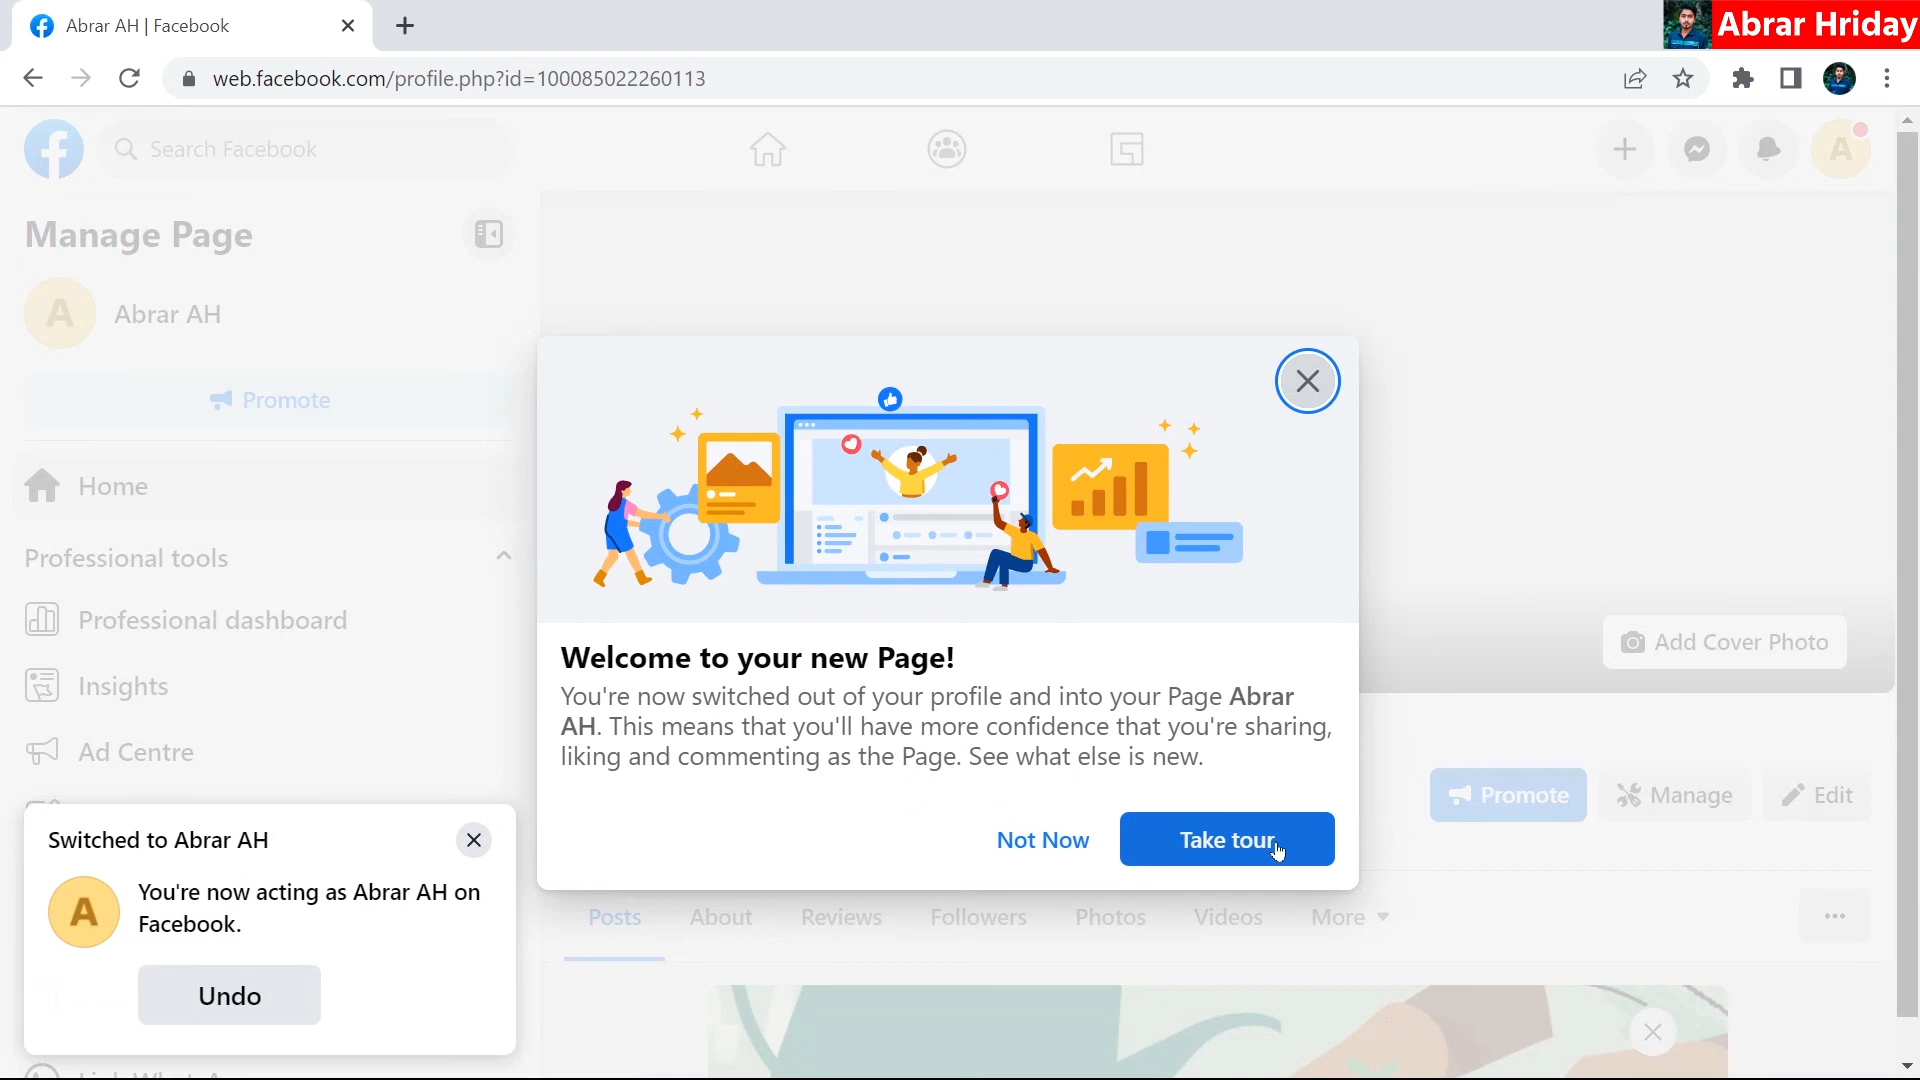 Abrar AH | Facebook
Abrar Hriday
web.facebook.com/profile.php?id=100085022260113
Search Facebook
A
Manage Page
A
Abrar AH
Promote
Home
Professional tools
Professional dashboard
Insights
Ad Centre
Switched to Abrar AH
A
You're now acting as Abrar AH on
Facebook.
Undo
Add Cover Photo
Welcome to your new Page!
You're now switched out of your profile and into your Page Abrar
AH. This means that you'll have more confidence that you're sharing,
liking and commenting as the Page. See what else is new.
Not Now
Take tour
Promote
Manage
Edit
Posts
About
Reviews
Followers
Photos
Videos
More